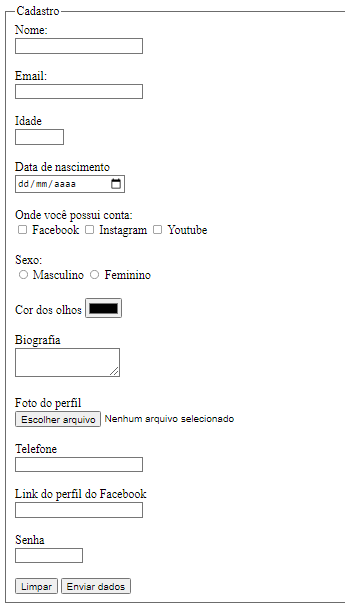 Cadastro
Nome:
Email:
Idade
Data de nascimento
dd/mm/aaaa
Onde você possui conta:
Facebook Instagram Youtube
Sexo:
Masculino Feminino
Cor dos olhos
Biografia
Foto do perfil
Escolher arquivo Nenhum arquivo selecionado
Telefone
Link do perfil do Facebook
Senha
Limpar Enviar dados